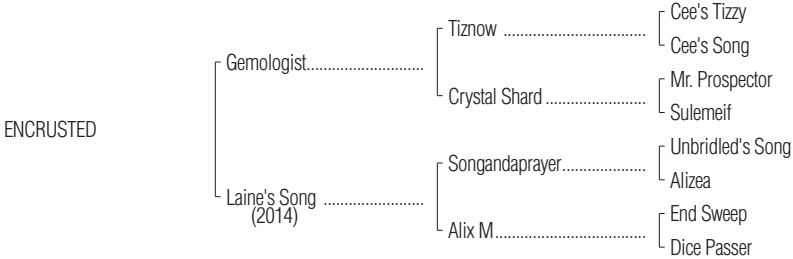 Cee's Tizzy
Tiznow ................................
Cee's Song
Gemologist...........................
Mr. Prospector
Crystal Shard .......................
Sulemeif
ENCRUSTED
Unbridled's Song
Songandaprayer...................
Alizea
Laine's Song .......................
(2014)
End Sweep
Alix M..................................
Dice Passer